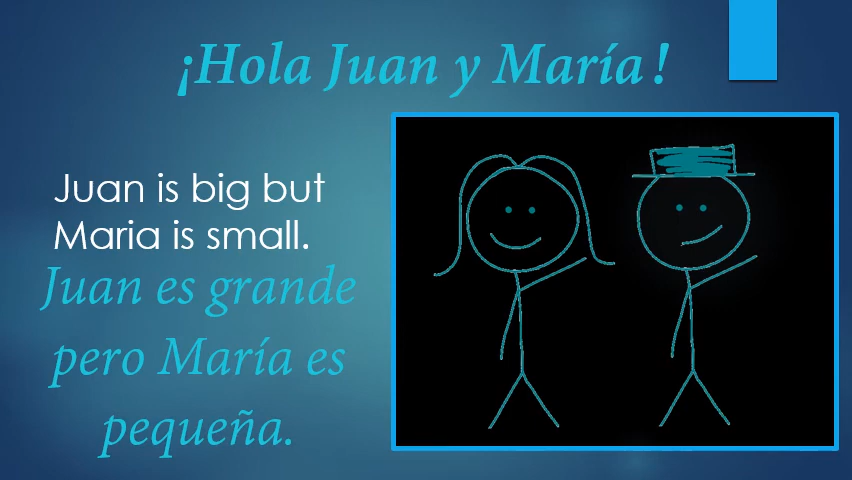 ¡Hola Juan y María!
Juan is big but
Maria is small.
Juan es grande
pero María es
pequeña.